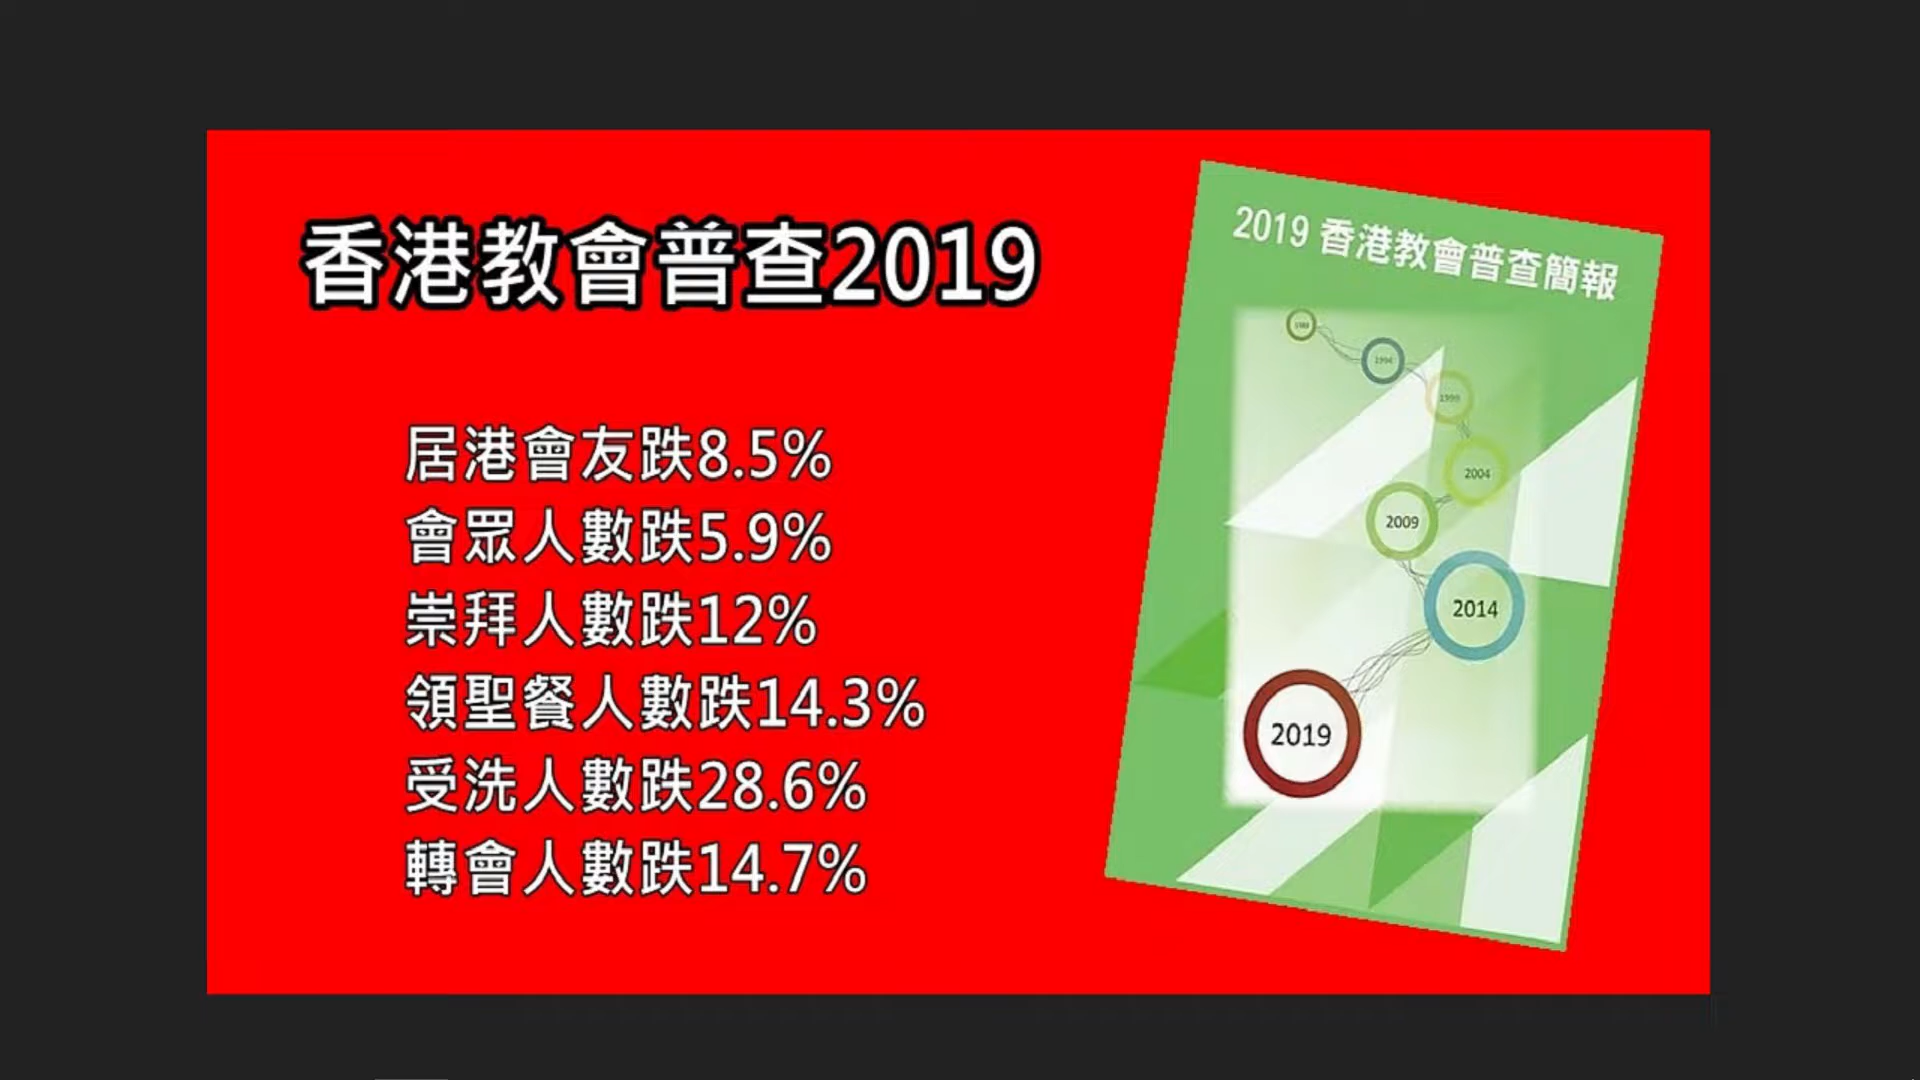 香港教會普查2019
居港會友跌8.5%
會眾人數跌5.9%
崇拜人數跌12%
領聖餐人數跌14.3%
受洗人數跌28.6%
轉會人數跌14.7%
2019 香港教會普查簡報
1994
1999
2004
2009
2014
2019